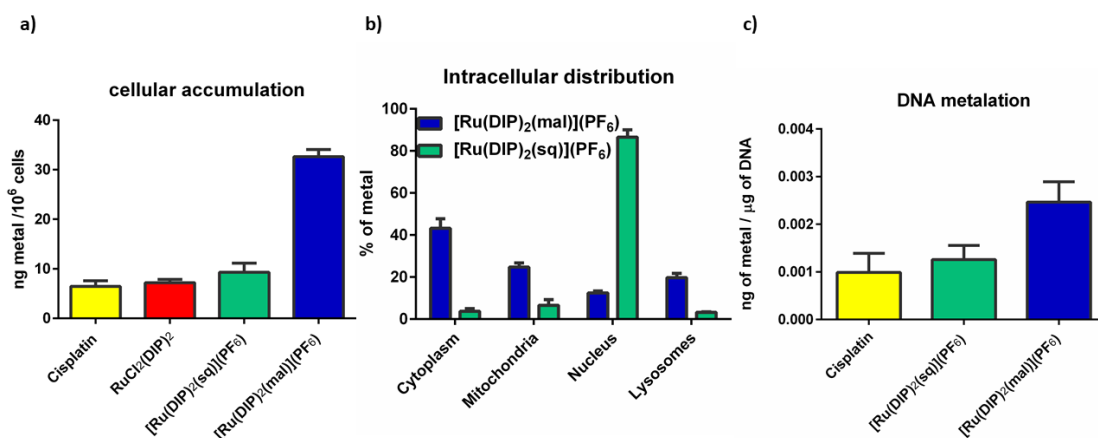 a)
cellular accumulation
ng metal /10⁶ cells
40
30
20
10
0
Cisplatin
RuCl₂(DIP)₂
[Ru(DIP)₂(sq)](PF₆)
[Ru(DIP)₂(mal)](PF₆)
b)
Intracellular distribution
% of metal
100
80
60
40
20
0
[Ru(DIP)₂(mal)](PF₆)
[Ru(DIP)₂(sq)](PF₆)
Cytoplasm
Mitochondria
Nucleus
Lysosomes
c)
DNA metalation
ng of metal / µg of DNA
0.004
0.003
0.002
0.001
0.000
Cisplatin
[Ru(DIP)₂(sq)](PF₆)
[Ru(DIP)₂(mal)](PF₆)